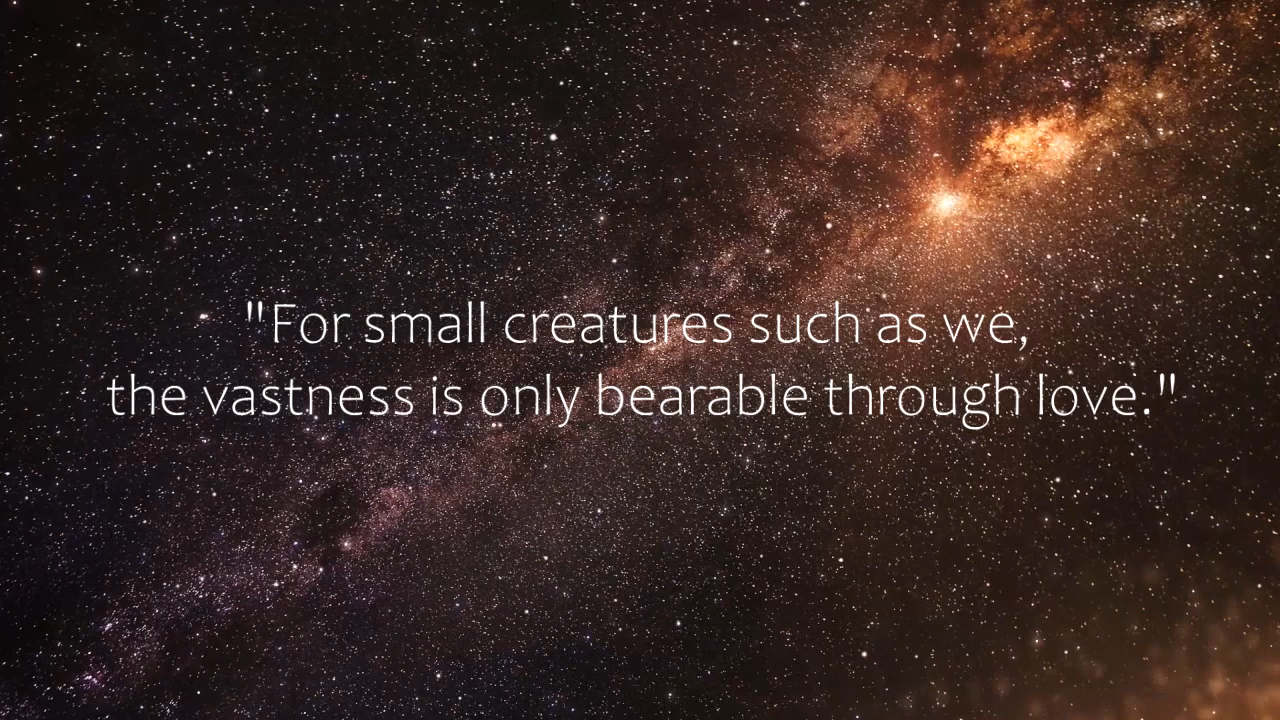 "For small creatures such as we,
the vastness is only bearable through love."